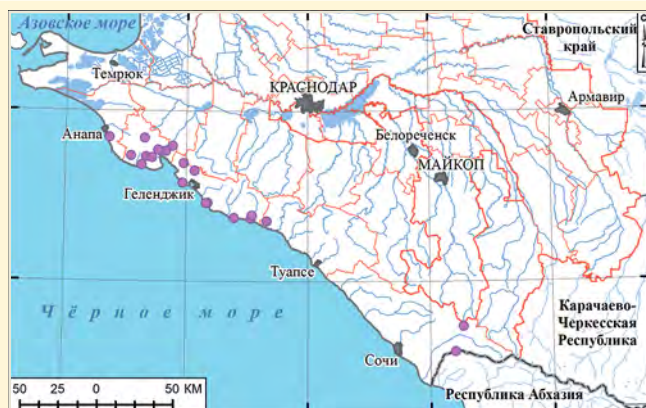 Азовское море
Ставропольский
край
С
Темрюк
КРАСНОДАР
Армавир
Анапа
Белореченск
МАЙКОП
Геленджик
Туапсе
Чёрное море
Карачаево-
Черкесская
Республика
Сочи
50 25 0 50 КМ
Республика Абхазия